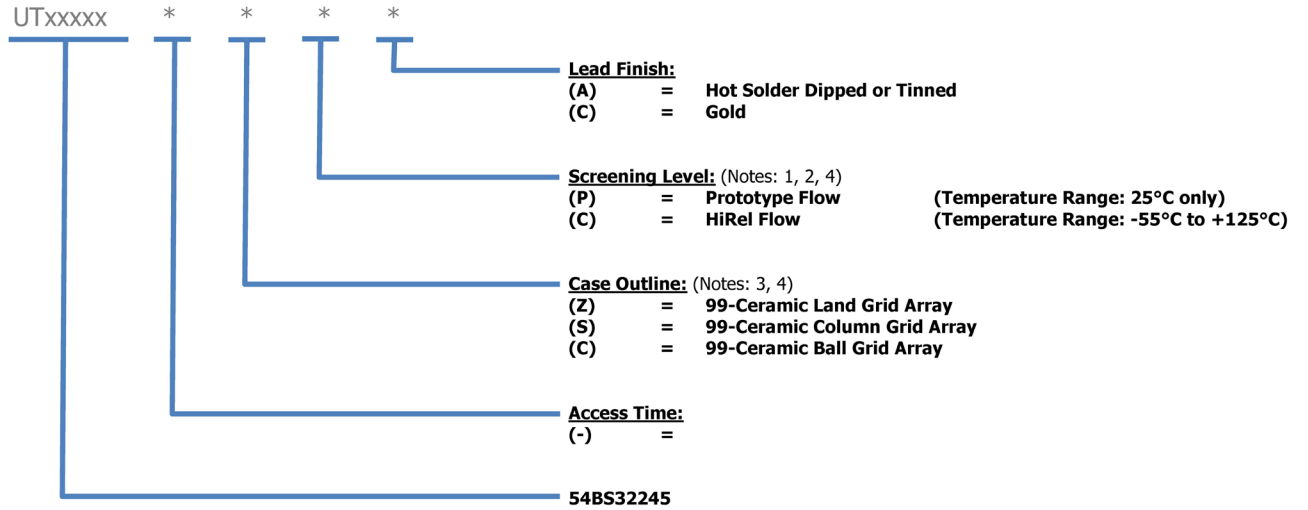 UTxxxxx * * * *
Lead Finish:
(A) = Hot Solder Dipped or Tinned
(C) = Gold
Screening Level: (Notes: 1, 2, 4)
(P) = Prototype Flow (Temperature Range: 25°C only)
(C) = HiRel Flow (Temperature Range: -55°C to +125°C)
Case Outline: (Notes: 3, 4)
(Z) = 99-Ceramic Land Grid Array
(S) = 99-Ceramic Column Grid Array
(C) = 99-Ceramic Ball Grid Array
Access Time:
(-) =
54BS32245